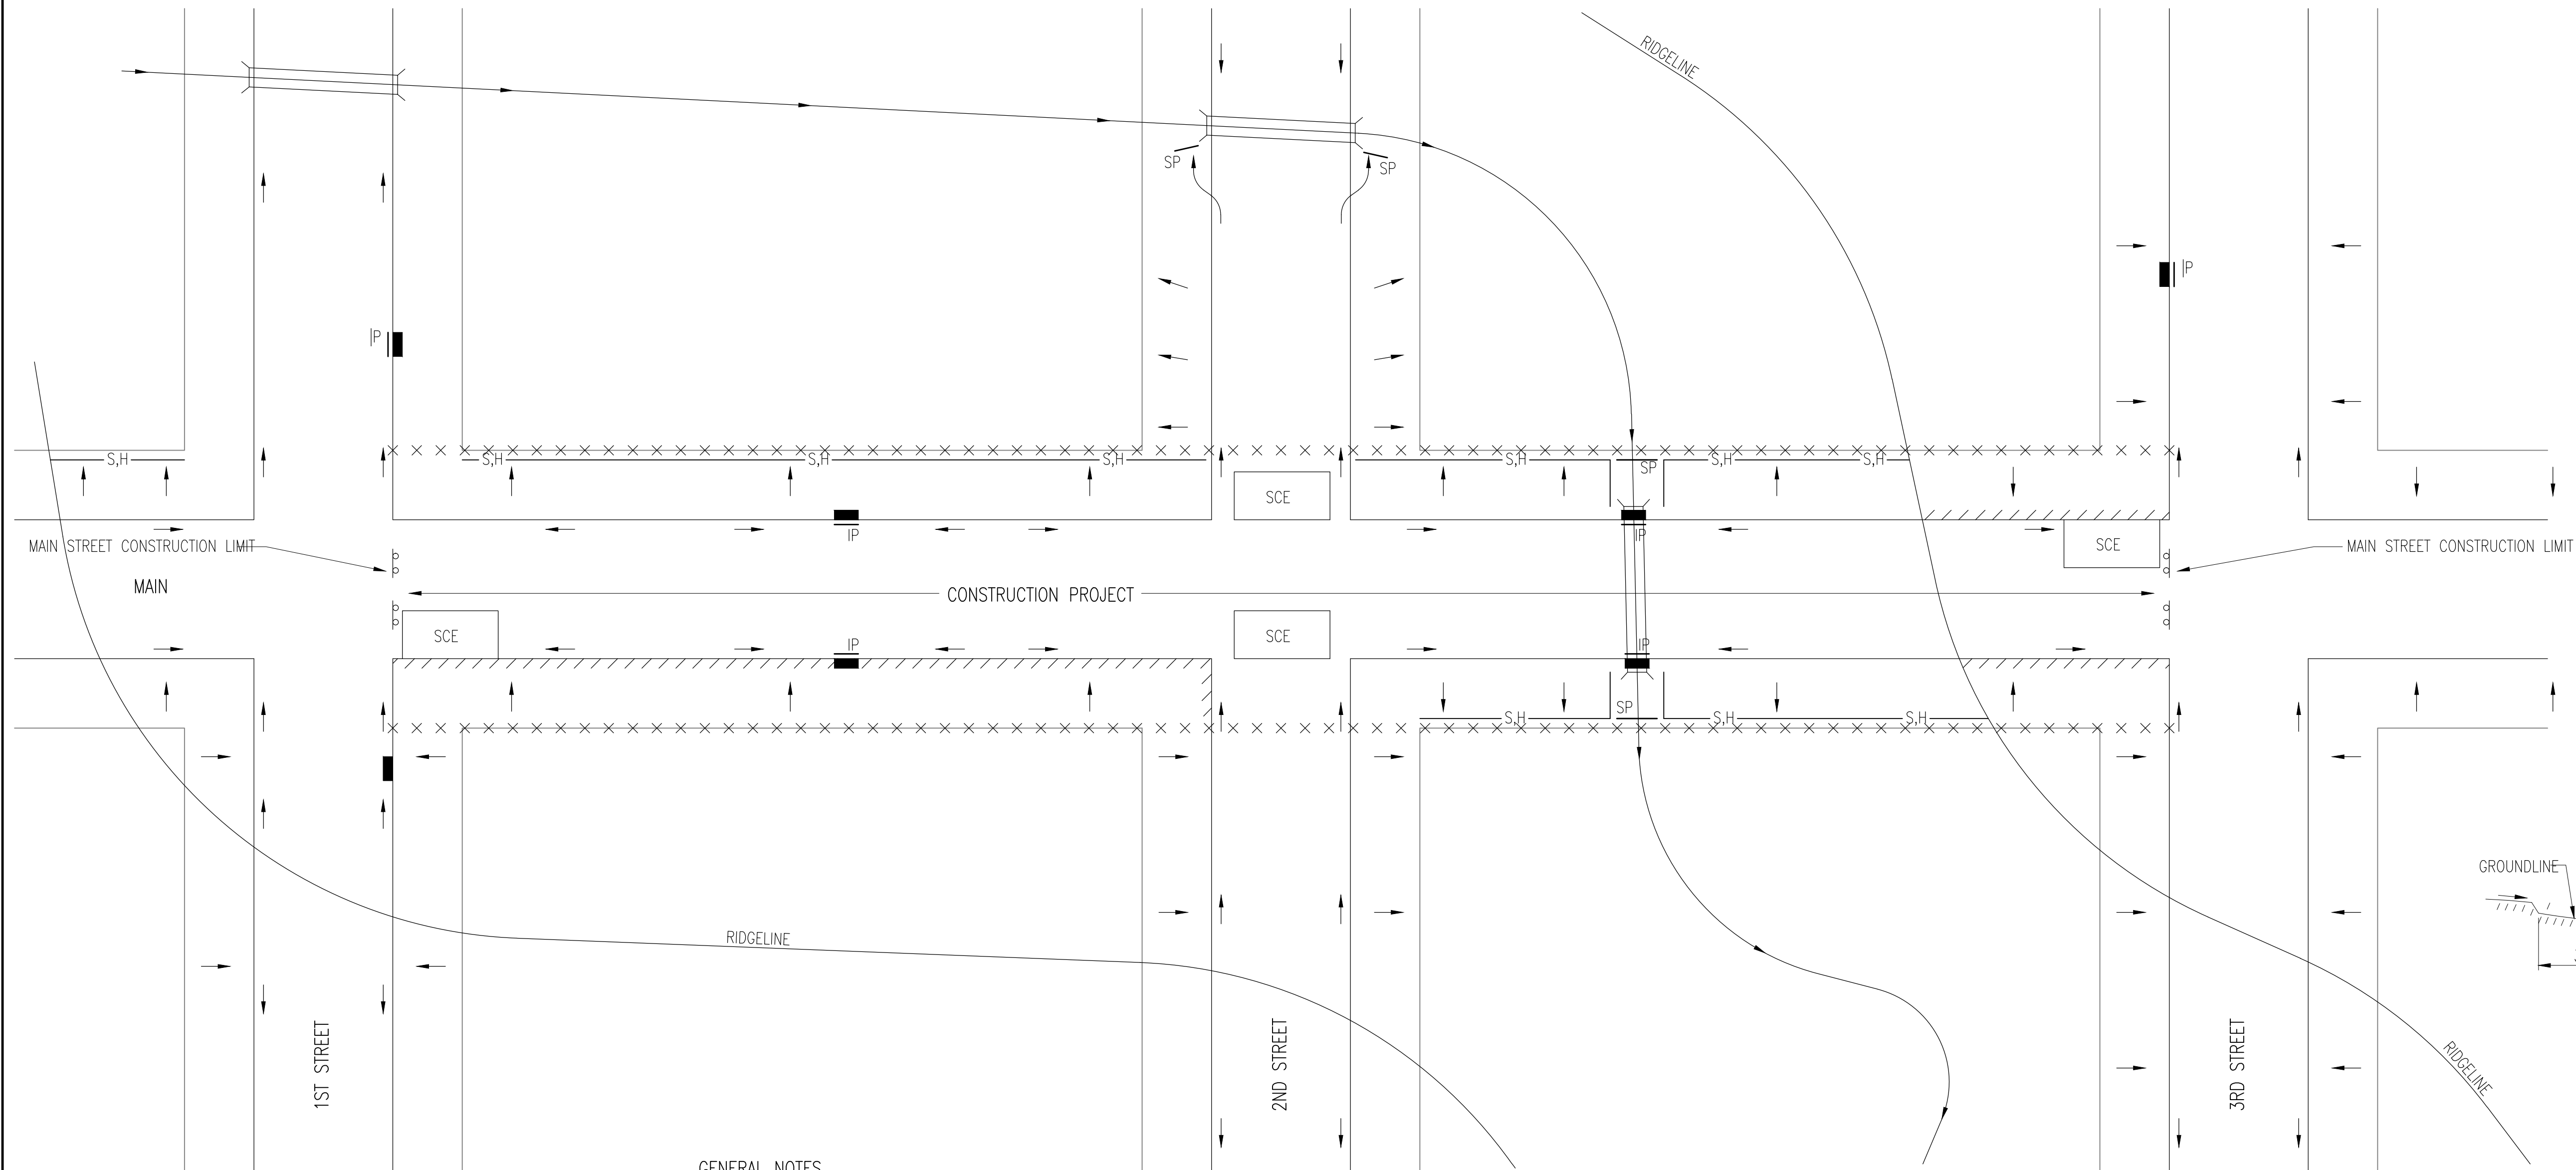 RIDGELINE
SP
SP
IP
IP
S,H
S,H
S,H
S,H
S,H
SP
S,H
S,H
SCE
IP
IP
MAIN STREET CONSTRUCTION LIMIT
SCE
MAIN STREET CONSTRUCTION LIMIT
MAIN
CONSTRUCTION PROJECT
SCE
SCE
IP
IP
SP
S,H
S,H
S,H
GROUNDLINE
RIDGELINE
RIDGELINE
1ST STREET
2ND STREET
3RD STREET
GENERAL NOTES